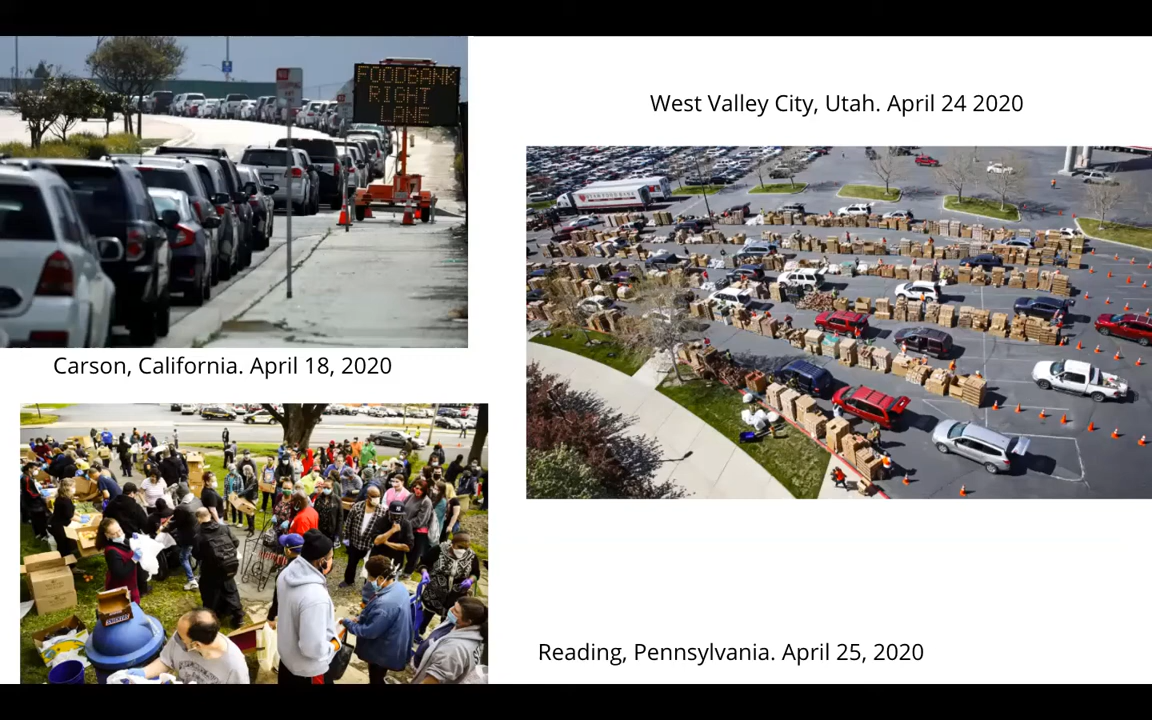 FOODBANK
RIGHT
LANE
West Valley City, Utah. April 24 2020
Carson, California. April 18, 2020
Reading, Pennsylvania. April 25, 2020